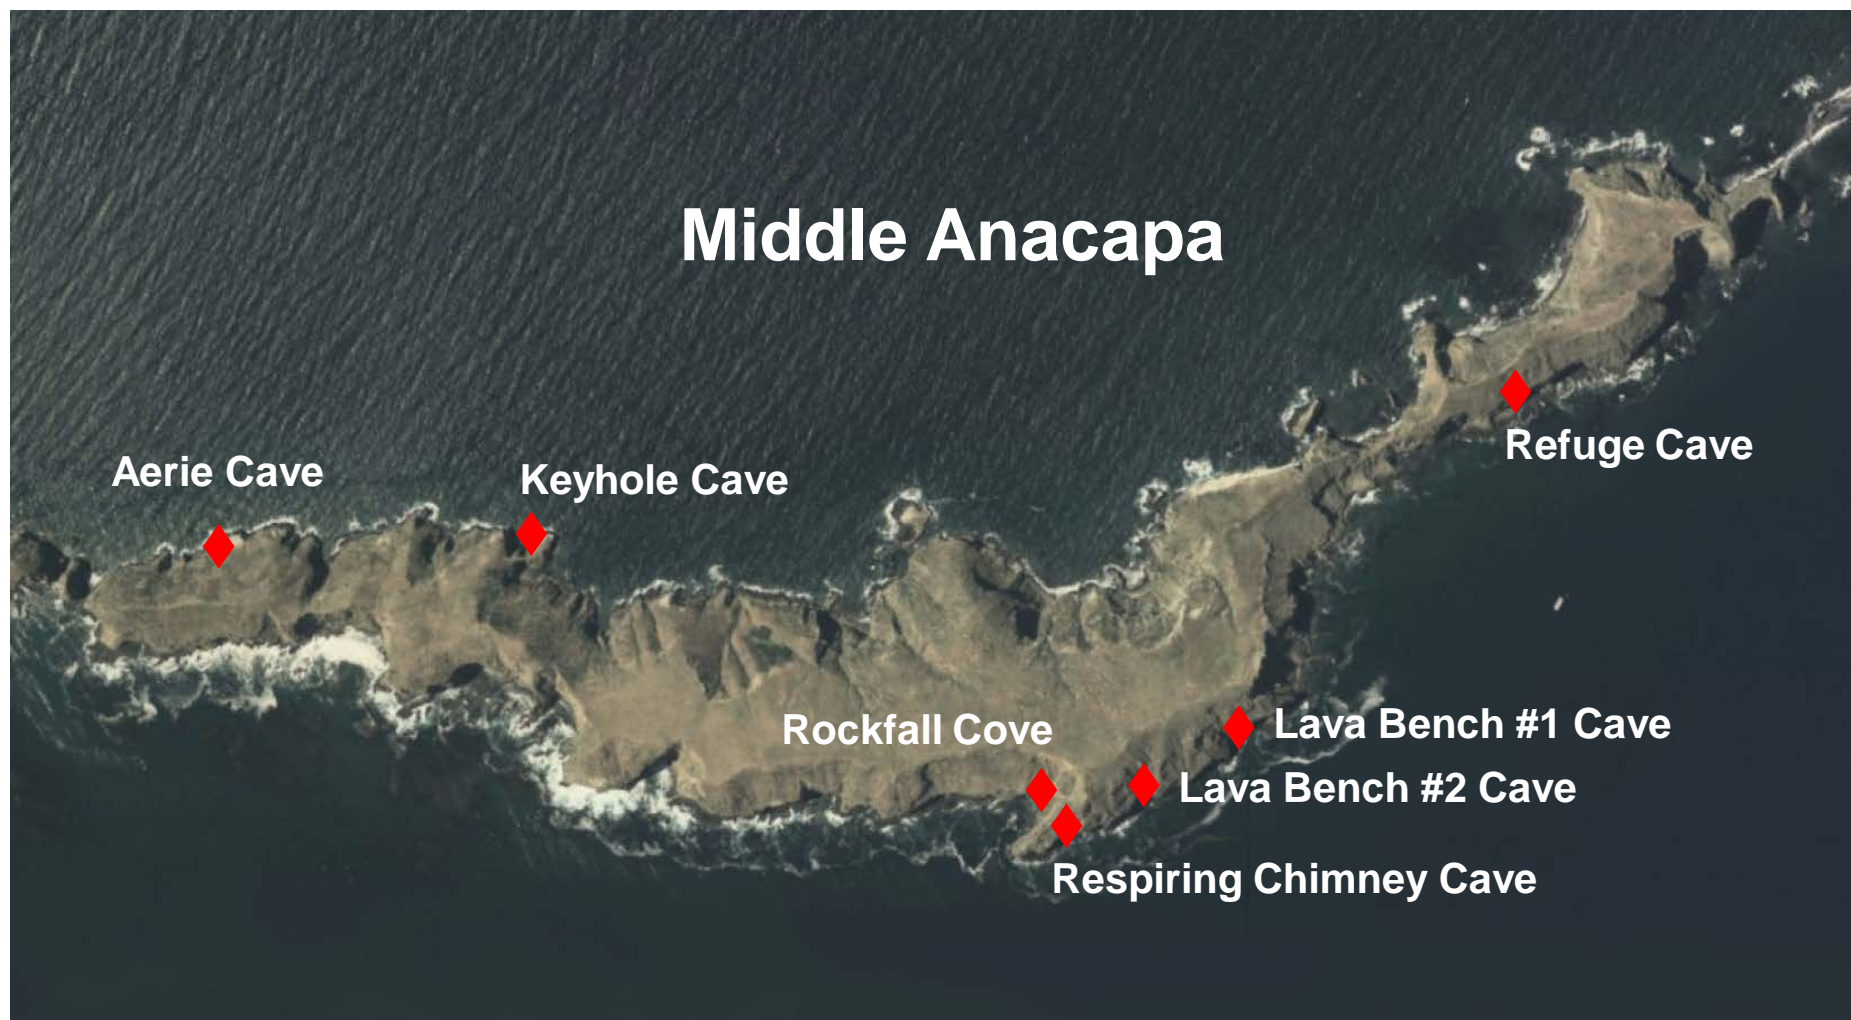 Middle Anacapa
Refuge Cave
Aerie Cave
Keyhole Cave
Rockfall Cove
Lava Bench #1 Cave
Lava Bench #2 Cave
Respiring Chimney Cave